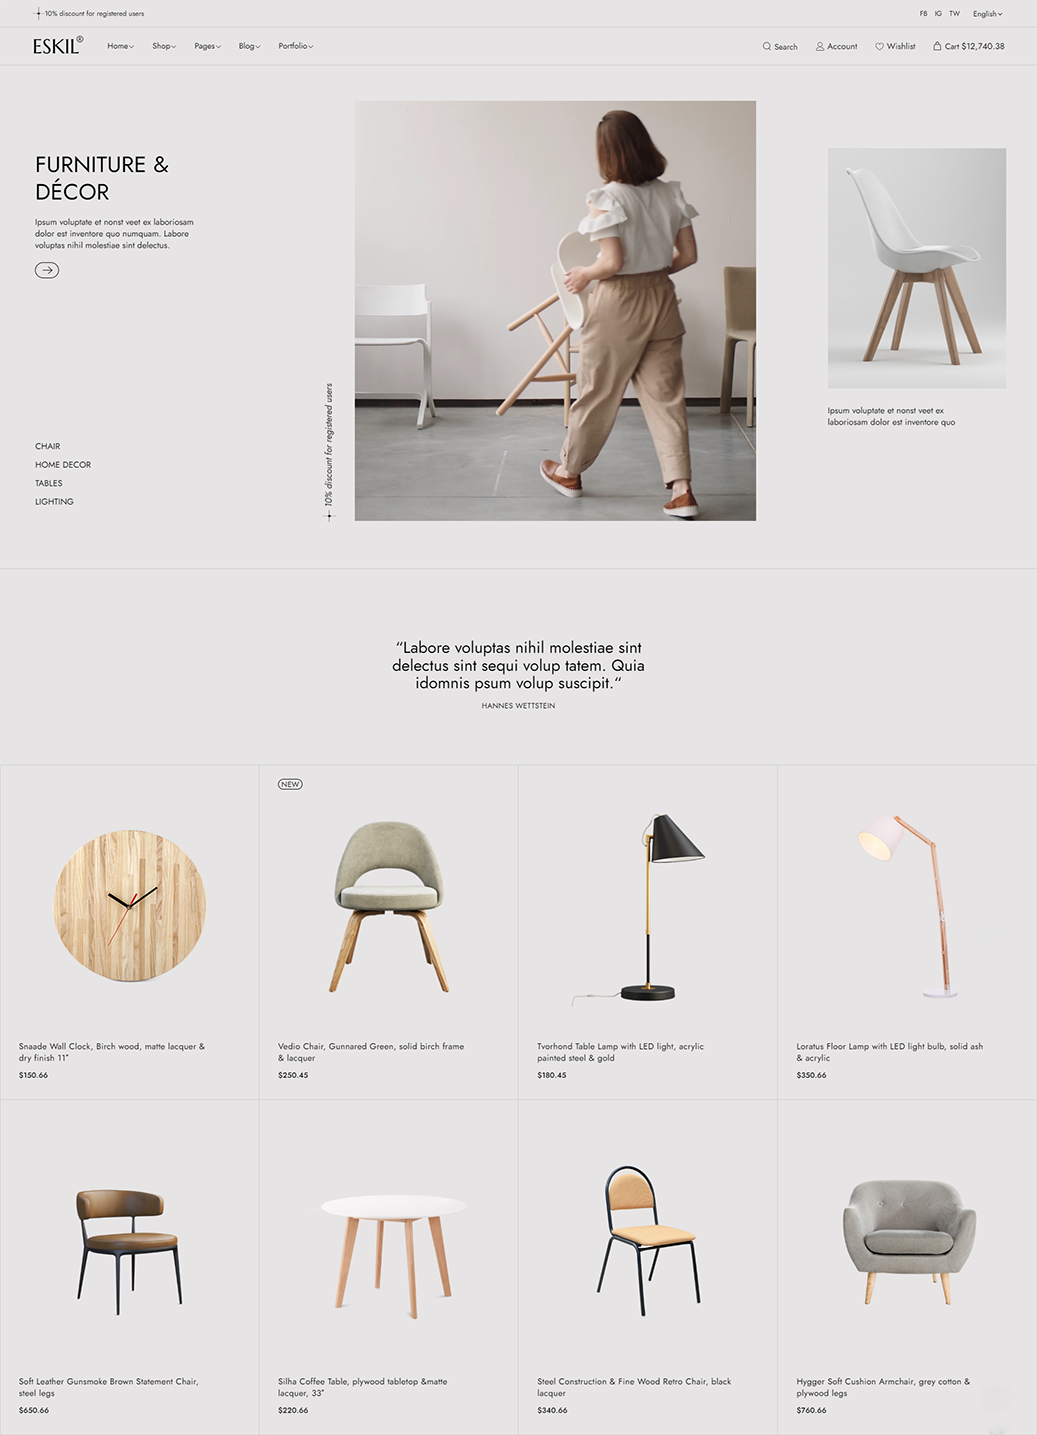 10% discount for registered users
FB IG TW English
ESKIL®
Home Shop Pages Blog Portfolio
Search Account Wishlist Cart $12,740.38
FURNITURE &
DÉCOR
Ipsum voluptate et nonst veet ex laboriosam
dolor est inventore quo numquam. Labore
voluptas nihil molestiae sint delectus.
CHAIR
HOME DECOR
TABLES
LIGHTING
10% discount for registered users
Ipsum voluptate et nonst veet ex
laboriosam dolor est inventore quo
“Labore voluptas nihil molestiae sint
delectus sint sequi volup tatem. Quia
idomnis psum volup suscipit.“
HANNES WETTSTEIN
Snaade Wall Clock, Birch wood, matte lacquer &
dry finish 11″
$150.66
NEW
Vedio Chair, Gunnared Green, solid birch frame
& lacquer
$250.45
Tvorhond Table Lamp with LED light, acrylic
painted steel & gold
$180.45
Loratus Floor Lamp with LED light bulb, solid ash
& acrylic
$350.66
Soft Leather Gunsmoke Brown Statement Chair,
steel legs
$650.66
Silha Coffee Table, plywood tabletop &matte
lacquer, 33″
$220.66
Steel Construction & Fine Wood Retro Chair, black
lacquer
$340.66
Hygger Soft Cushion Armchair, grey cotton &
plywood legs
$760.66